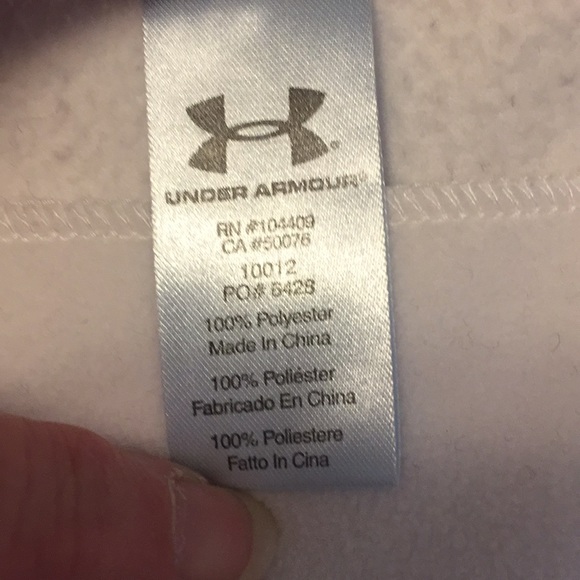 UNDER ARMOUR®
RN #104409
CA #50076
10012
PO# 6428
100% Polyester
Made In China
100% Poliéster
Fabricado En China
100% Poliestere
Fatto In Cina